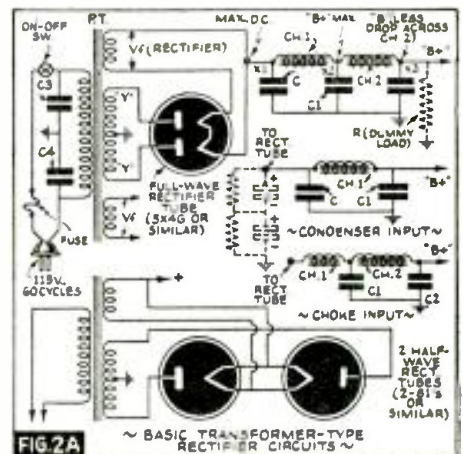 ON-OFF
SW.
P.T.
Vf(RECTIFIER)
MAX. DC
"B+" MAX
"B+" LESS
DROP ACROSS
CH. 2)
"B+"
CH.1
CH.2
C3
C
C1
C2
C4
"Y"
"Y"
R(DUMMY
LOAD)
TO
RECT
TUBE
FULL-WAVE
RECTIFIER
TUBE
(5X4G OR
SIMILAR)
Vf
FUSE
115V.
60CYCLES
CH.1
"B+"
C
C1
~CONDENSER INPUT~
TO
RECT
TUBE
CH.1
CH.2
"B+"
C1
C2
~CHOKE INPUT~
+
2 HALF-
WAVE
RECT
TUBES
(2-81'S
OR
SIMILAR)
FIG.2A
~ BASIC TRANSFORMER-TYPE
RECTIFIER CIRCUITS ~